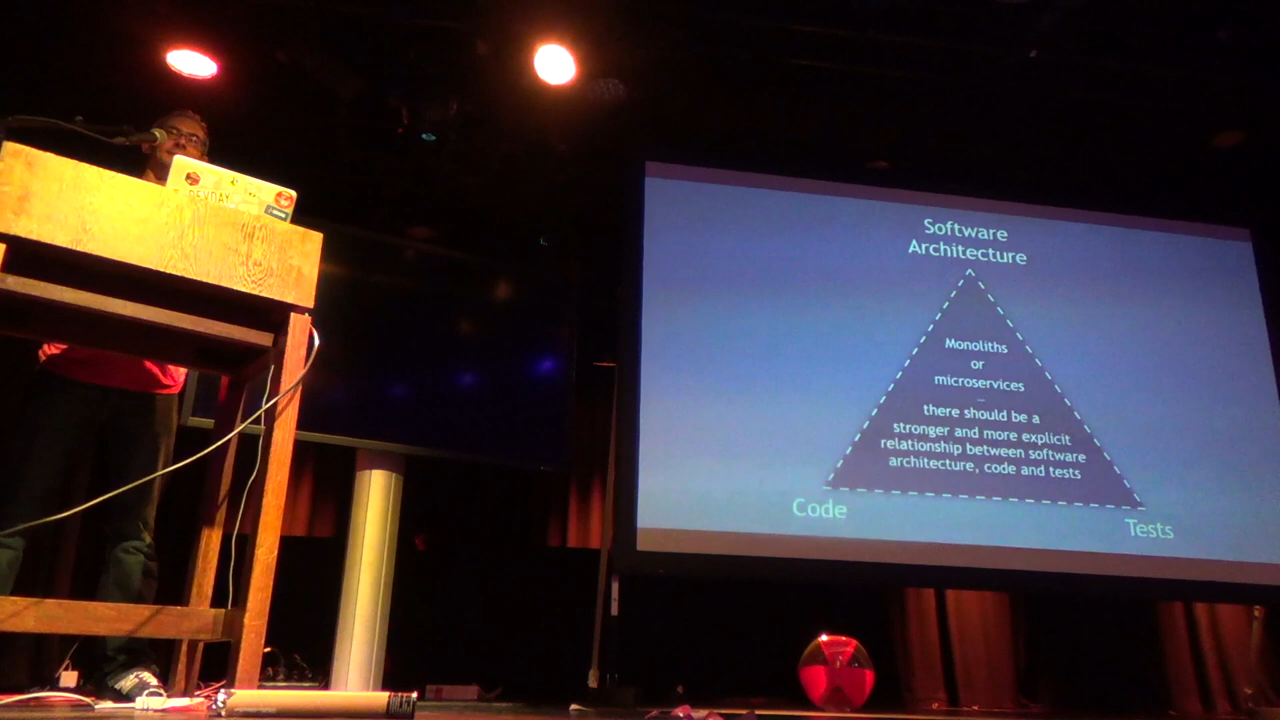 DEVDAY
Software
Architecture
Monoliths
or
microservices
–
there should be a
stronger and more explicit
relationship between software
architecture, code and tests
Code
Tests